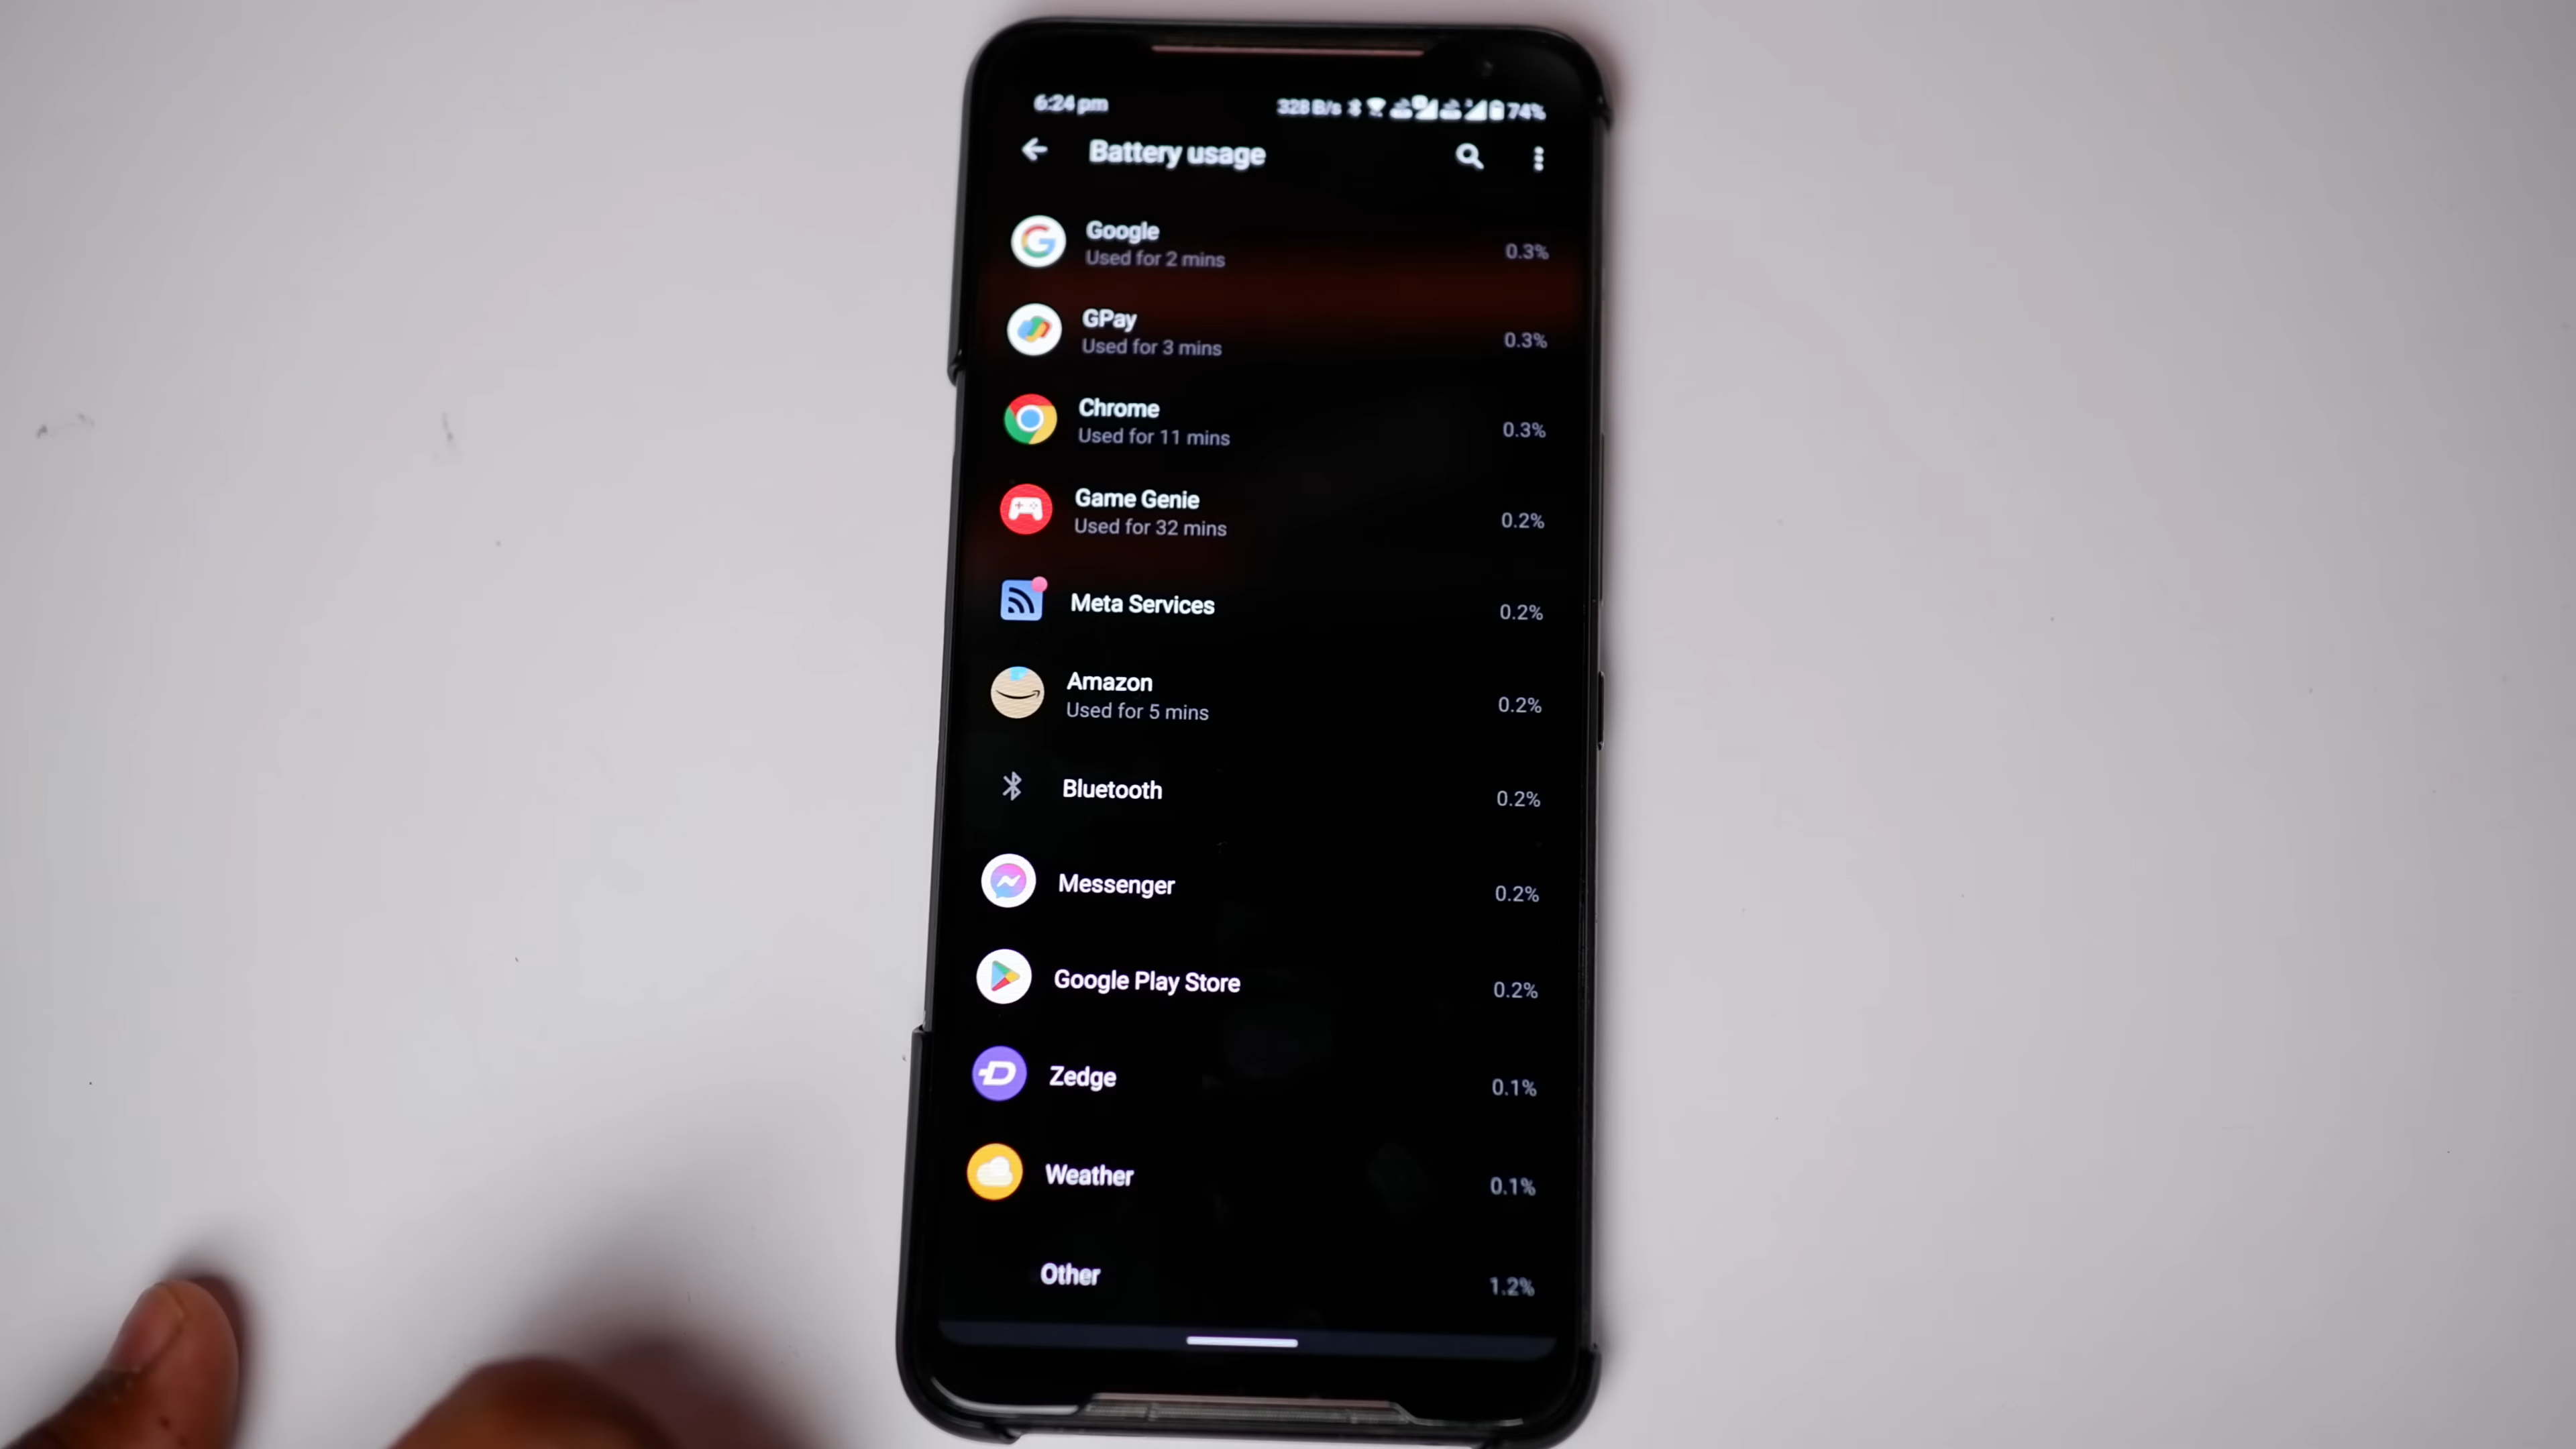 6:24 pm 328 B/s 74%
Battery usage
Google
Used for 2 mins
0.3%
GPay
Used for 3 mins
0.3%
Chrome
Used for 11 mins
0.3%
Game Genie
Used for 32 mins
0.2%
Meta Services
0.2%
Amazon
Used for 5 mins
0.2%
Bluetooth
0.2%
Messenger
0.2%
Google Play Store
0.2%
Zedge
0.1%
Weather
0.1%
Other
1.2%